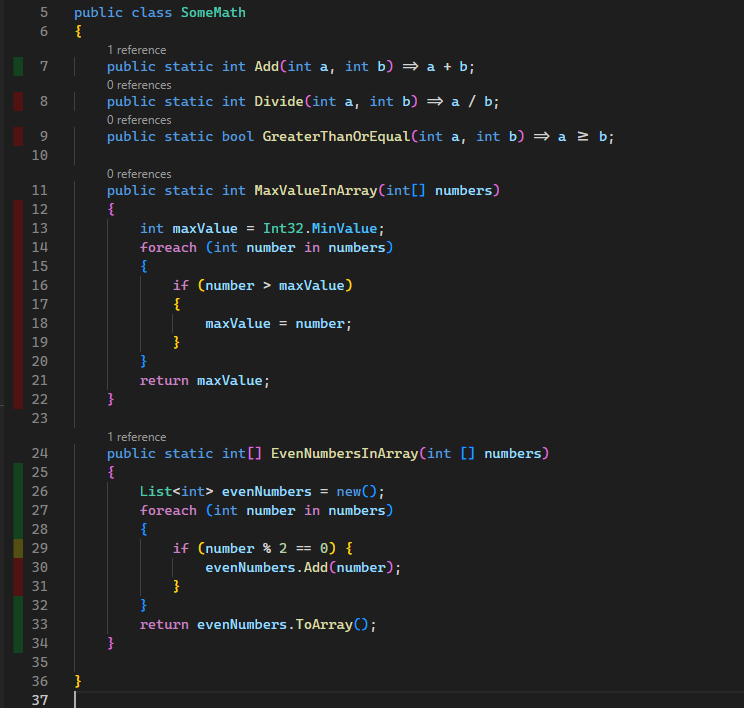 5 public class SomeMath
6 {
1 reference
7 public static int Add(int a, int b) => a + b;
0 references
8 public static int Divide(int a, int b) => a / b;
0 references
9 public static bool GreaterThanOrEqual(int a, int b) => a ≥ b;
10
0 references
11 public static int MaxValueInArray(int[] numbers)
12 {
13 int maxValue = Int32.MinValue;
14 foreach (int number in numbers)
15 {
16 if (number > maxValue)
17 {
18 maxValue = number;
19 }
20 }
21 return maxValue;
22 }
23
1 reference
24 public static int[] EvenNumbersInArray(int [] numbers)
25 {
26 List<int> evenNumbers = new();
27 foreach (int number in numbers)
28 {
29 if (number % 2 == 0) {
30 evenNumbers.Add(number);
31 }
32 }
33 return evenNumbers.ToArray();
34 }
35
36 }
37